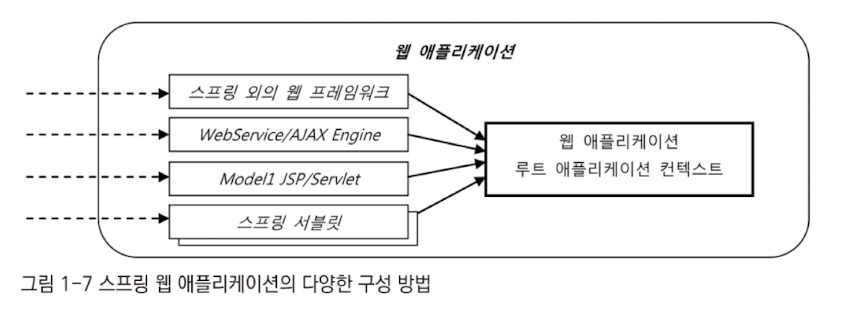 웹 애플리케이션
스프링 외의 웹 프레임워크
WebService/AJAX Engine
Model1 JSP/Servlet
스프링 서블릿
웹 애플리케이션
루트 애플리케이션 컨텍스트
그림 1-7 스프링 웹 애플리케이션의 다양한 구성 방법